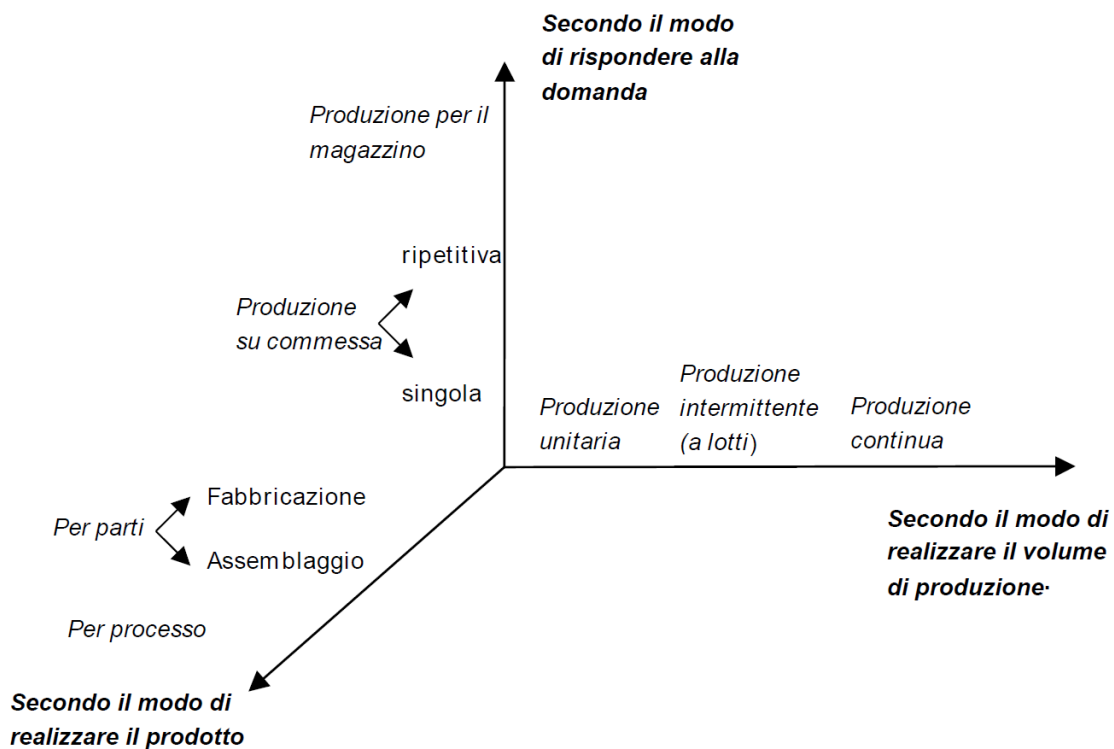 Secondo il modo
di rispondere alla
domanda
Produzione per il
magazzino
ripetitiva
Produzione
su commessa
singola
Produzione
unitaria
Produzione
intermittente
(a lotti)
Produzione
continua
Fabbricazione
Per parti
Assemblaggio
Per processo
Secondo il modo di
realizzare il volume
di produzione·
Secondo il modo di
realizzare il prodotto